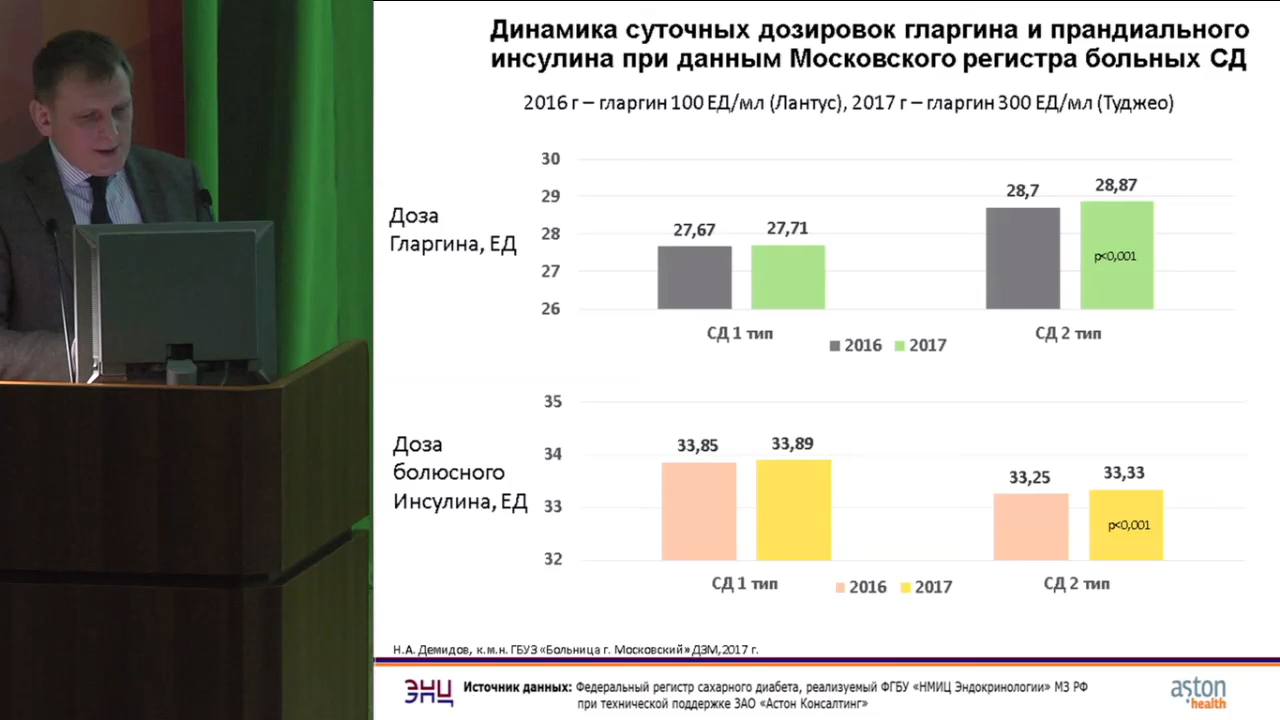 Динамика суточных дозировок гларгина и прандиального
инсулина при данным Московского регистра больных СД
2016 г – гларгин 100 ЕД/мл (Лантус), 2017 г – гларгин 300 ЕД/мл (Туджео)
Доза
Гларгина, ЕД
30
29
28
27
26
27,67
27,71
28,7
28,87
p<0,001
СД 1 тип
СД 2 тип
2016
2017
Доза
болюсного
Инсулина, ЕД
35
34
33
32
33,85
33,89
33,25
33,33
p<0,001
СД 1 тип
СД 2 тип
2016
2017
Н.А. Демидов, к.м.н. ГБУЗ «Больница г. Московский» ДЗМ, 2017 г.
ЭНЦ
Источник данных: Федеральный регистр сахарного диабета, реализуемый ФГБУ «НМИЦ Эндокринологии» МЗ РФ
при технической поддержке ЗАО «Астон Консалтинг»
aston
health